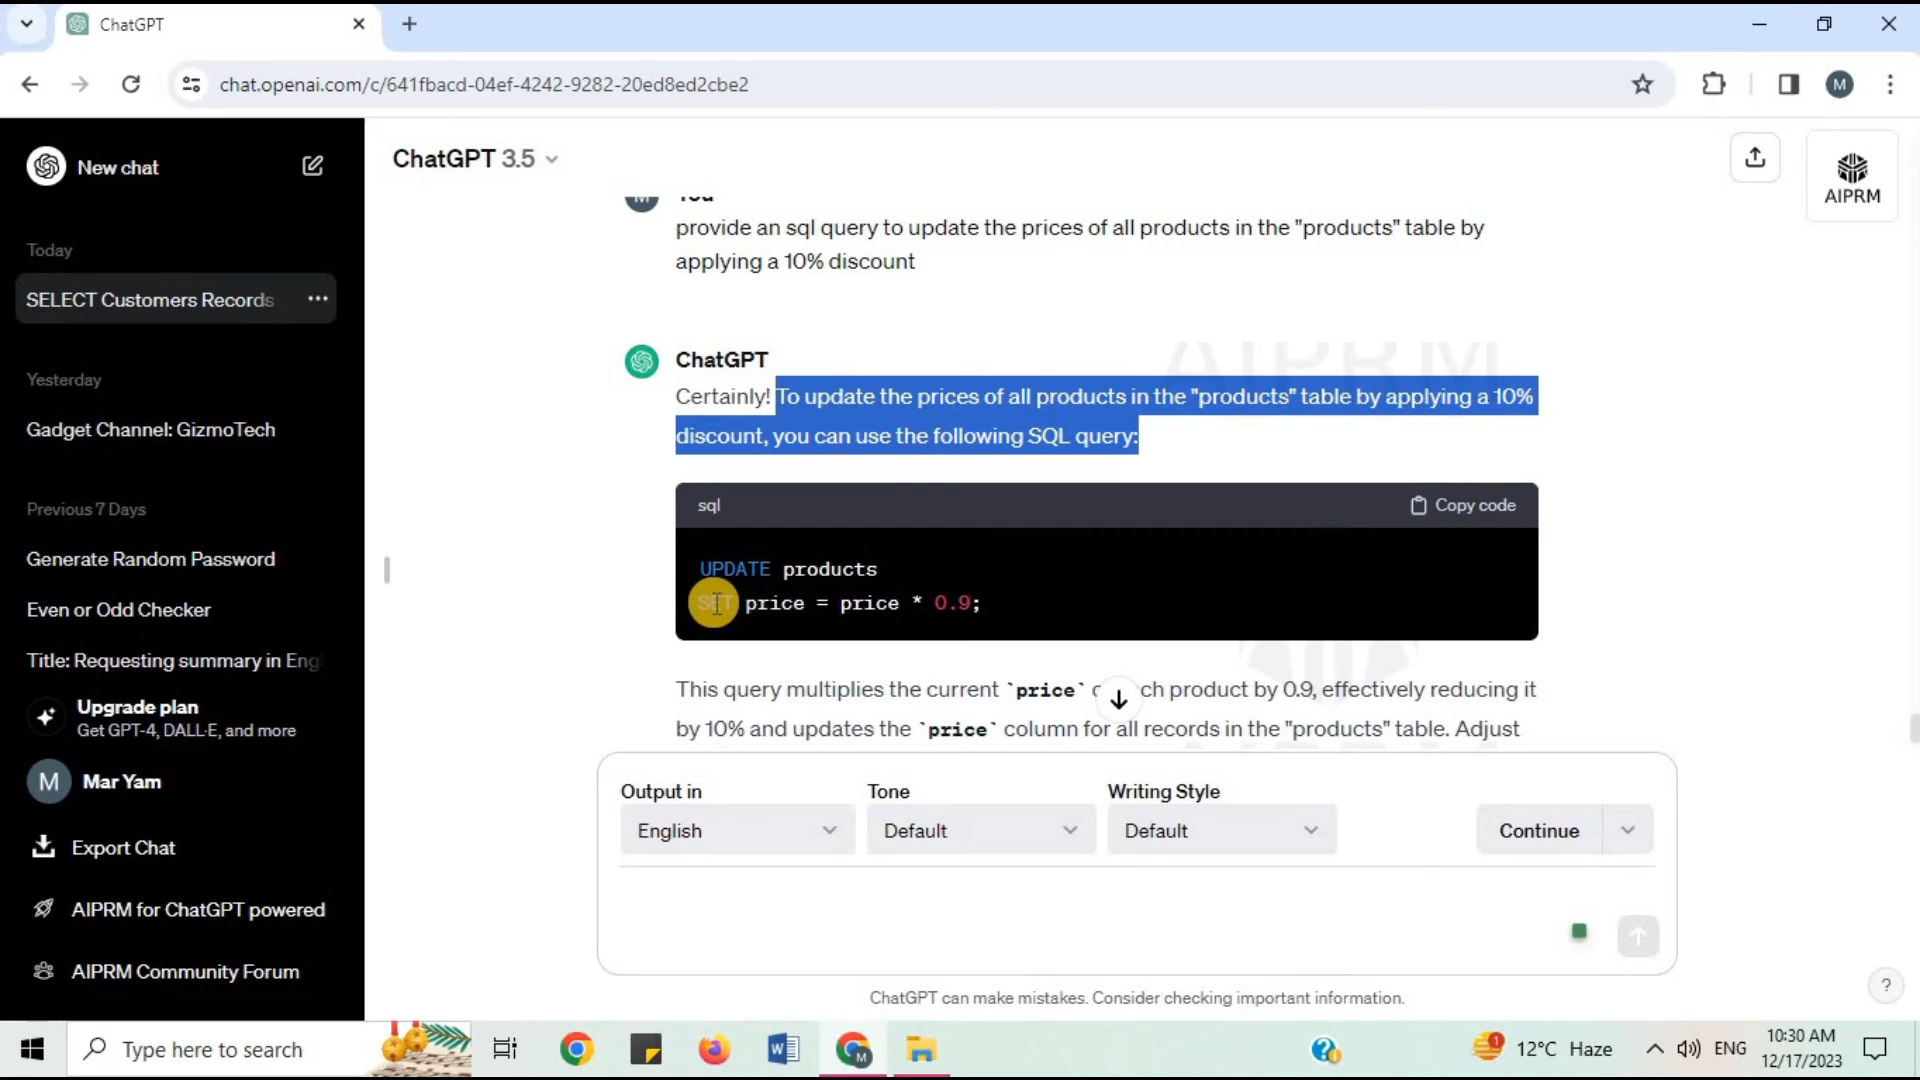 ChatGPT
chat.openai.com/c/641fbacd-04ef-4242-9282-20ed8ed2cbe2
M
New chat
Today
SELECT Customers Records
Yesterday
Gadget Channel: GizmoTech
Previous 7 Days
Generate Random Password
Even or Odd Checker
Title: Requesting summary in Eng
Upgrade plan
Get GPT-4, DALL·E, and more
M
Mar Yam
Export Chat
AIPRM for ChatGPT powered
AIPRM Community Forum
ChatGPT 3.5
AIPRM
M You
provide an sql query to update the prices of all products in the "products" table by
applying a 10% discount
AIPRM
ChatGPT
Certainly! To update the prices of all products in the "products" table by applying a 10%
discount, you can use the following SQL query:
sql
Copy code
UPDATE products
SET price = price * 0.9;
This query multiplies the current `price` ch product by 0.9, effectively reducing it
by 10% and updates the `price` column for all records in the "products" table. Adjust
Output in
Tone
Writing Style
English
Default
Default
Continue
ChatGPT can make mistakes. Consider checking important information.
?
Type here to search
W
M
?
1
12°C Haze
ENG
10:30 AM
12/17/2023